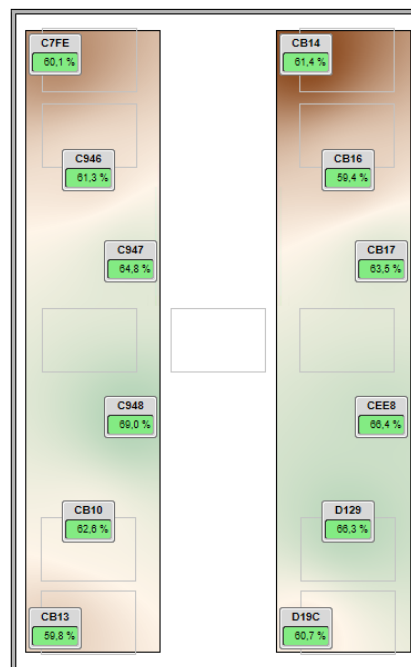 C7FE
60,1 %
CB14
61,4 %
C946
61,3 %
CB16
59,4 %
C947
64,8 %
CB17
63,5 %
C948
69,0 %
CEE8
66,4 %
CB10
62,6 %
D129
66,3 %
CB13
59,8 %
D19C
60,7 %